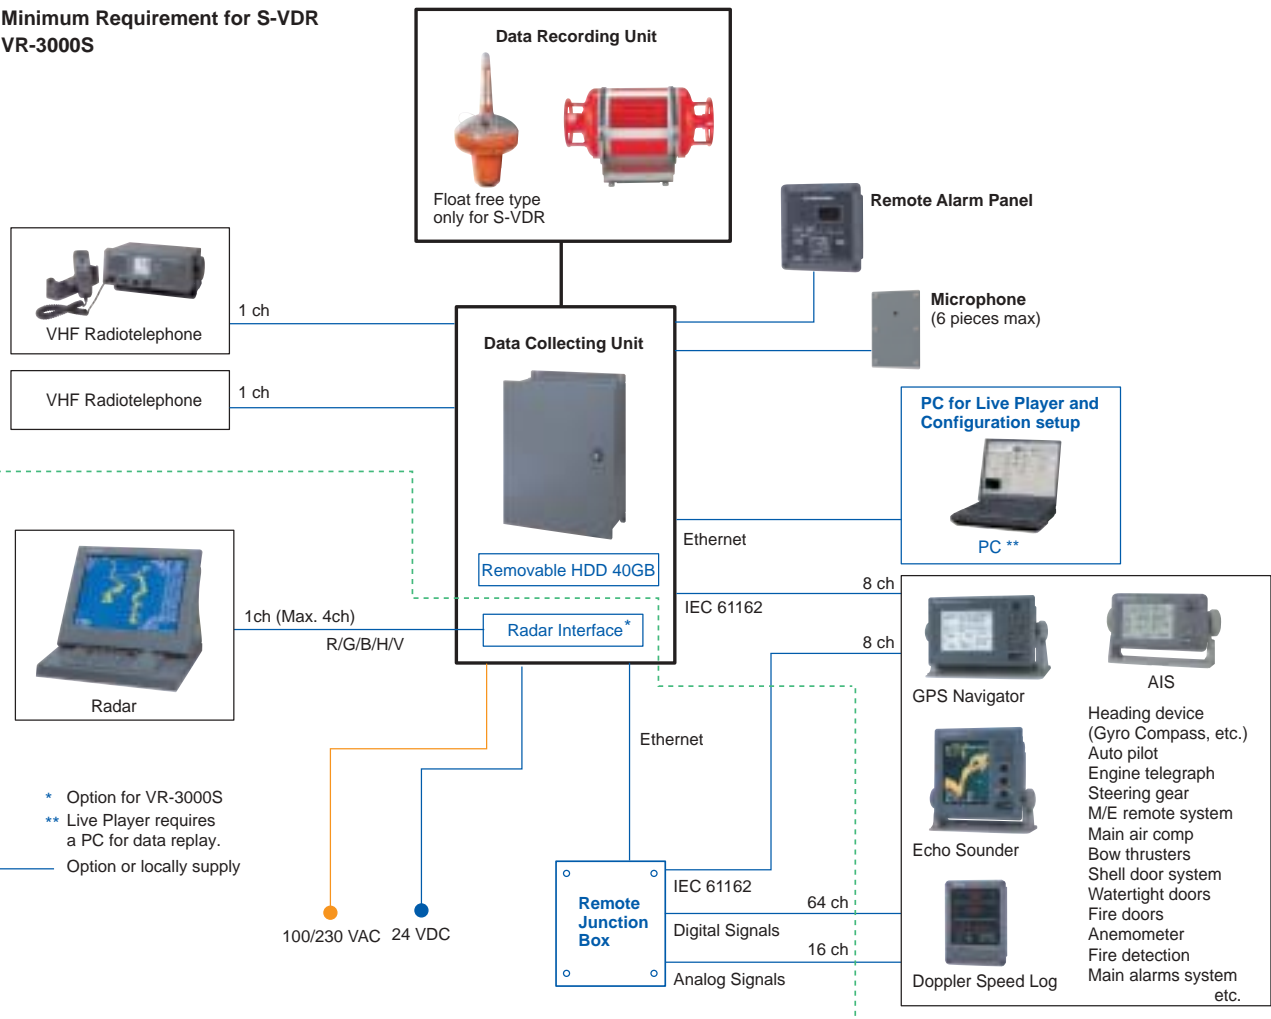 Minimum Requirement for S-VDR
VR-3000S
Data Recording Unit
Float free type
only for S-VDR
Remote Alarm Panel
Microphone
(6 pieces max)
VHF Radiotelephone
1 ch
VHF Radiotelephone
1 ch
Data Collecting Unit
Removable HDD 40GB
Radar Interface*
PC for Live Player and
Configuration setup
PC **
Ethernet
IEC 61162
8 ch
8 ch
Radar
1ch (Max. 4ch)
R/G/B/H/V
Ethernet
GPS Navigator
AIS
Echo Sounder
Doppler Speed Log
Heading device
(Gyro Compass, etc.)
Auto pilot
Engine telegraph
Steering gear
M/E remote system
Main air comp
Bow thrusters
Shell door system
Watertight doors
Fire doors
Anemometer
Fire detection
Main alarms system
etc.
* Option for VR-3000S
** Live Player requires
a PC for data replay.
Option or locally supply
100/230 VAC
24 VDC
Remote
Junction
Box
IEC 61162
64 ch
Digital Signals
16 ch
Analog Signals